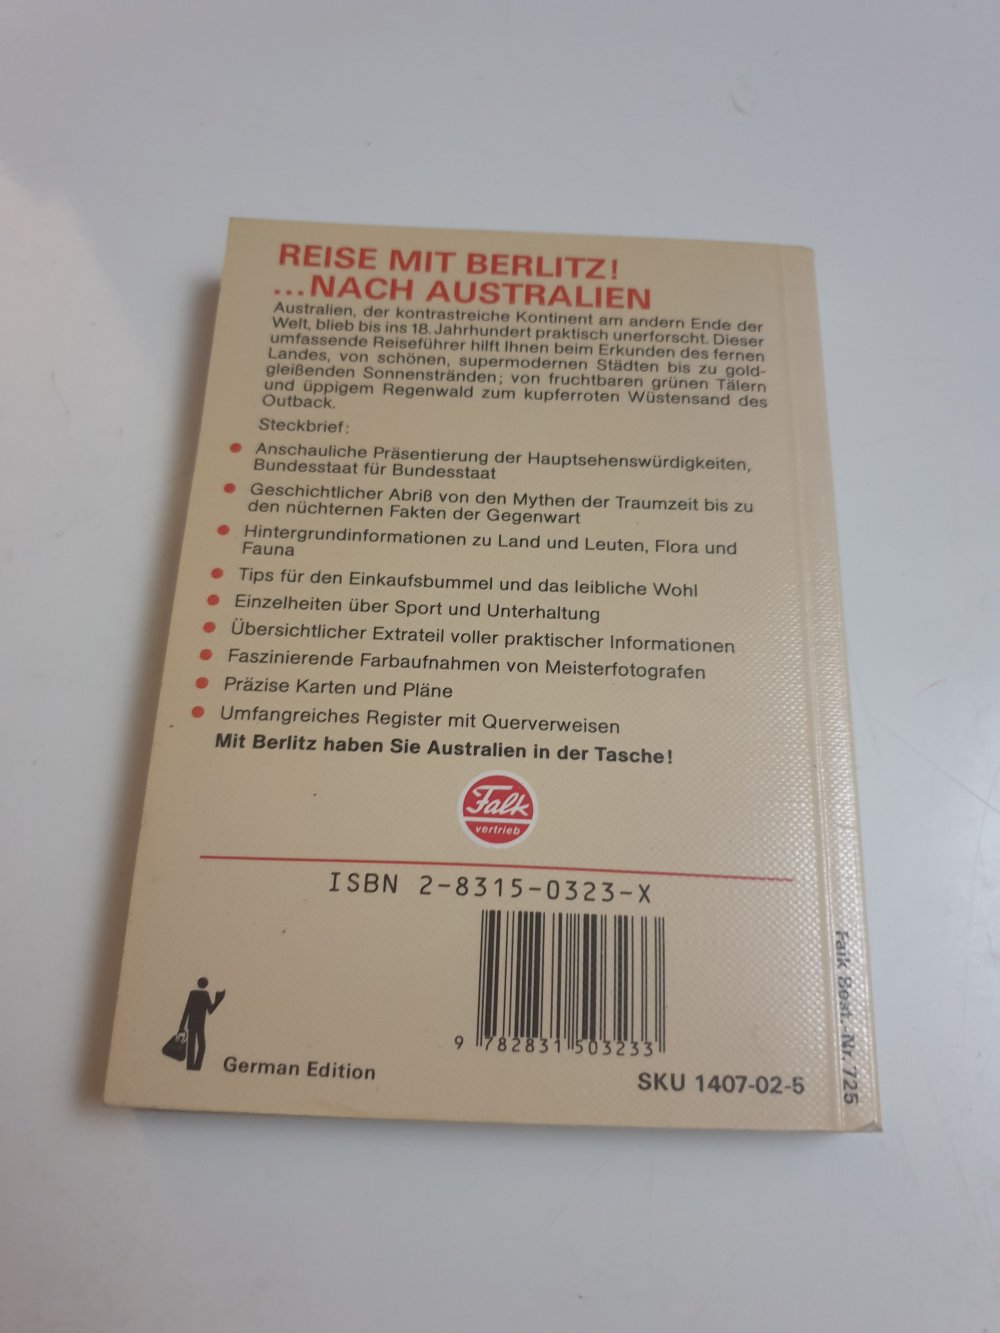 REISE MIT BERLITZ!
...NACH AUSTRALIEN
Australien, der kontrastreiche Kontinent am andern Ende der
Welt, blieb bis ins 18. Jahrhundert praktisch unerforscht. Dieser
umfassende Reiseführer hilft Ihnen beim Erkunden des fernen
Landes, von schönen, supermodernen Städten bis zu gold-
gleißenden Sonnenstränden; von fruchtbaren grünen Tälern
und üppigem Regenwald zum kupferroten Wüstensand des
Outback.
Steckbrief:
● Anschauliche Präsentierung der Hauptsehenswürdigkeiten,
Bundesstaat für Bundesstaat
● Geschichtlicher Abriß von den Mythen der Traumzeit bis zu
den nüchternen Fakten der Gegenwart
● Hintergrundinformationen zu Land und Leuten, Flora und
Fauna
● Tips für den Einkaufsbummel und das leibliche Wohl
● Einzelheiten über Sport und Unterhaltung
● Übersichtlicher Extrateil voller praktischer Informationen
● Faszinierende Farbaufnahmen von Meisterfotografen
● Präzise Karten und Pläne
● Umfangreiches Register mit Querverweisen
Mit Berlitz haben Sie Australien in der Tasche!
Falk
vertrieb
ISBN 2-8315-0323-X
9 782831 503233
German Edition
SKU 1407-02-5
Falk Best.-Nr. 725